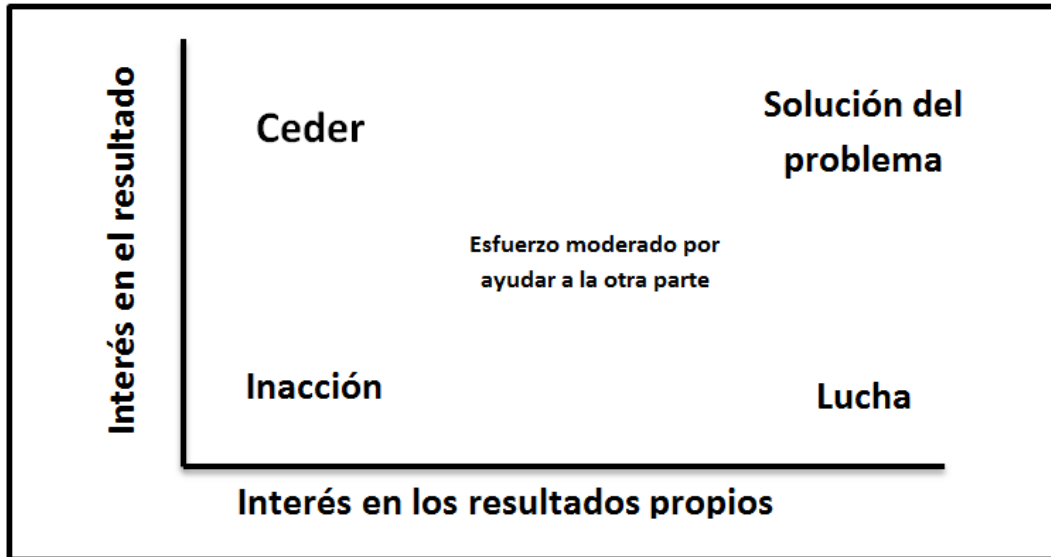 Interés en el resultado
Ceder
Solución del
problema
Esfuerzo moderado por
ayudar a la otra parte
Inacción
Lucha
Interés en los resultados propios